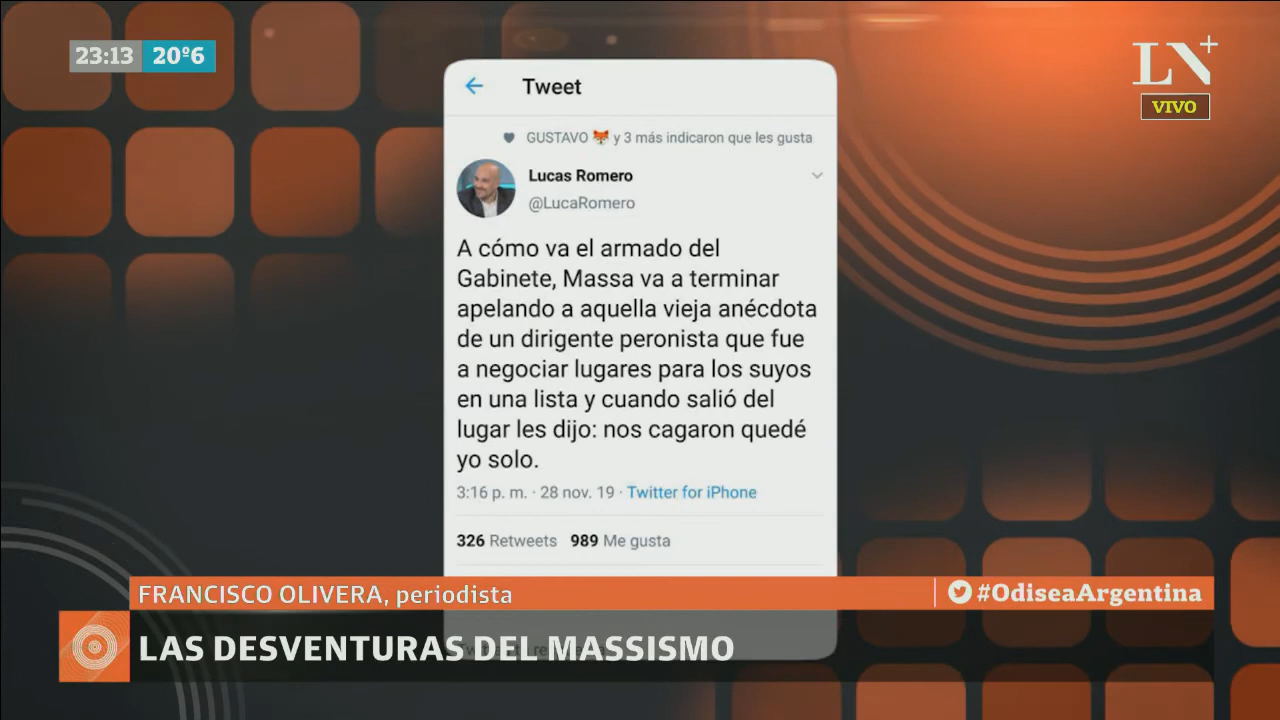 23:13 20º6
LN+
VIVO
Tweet
GUSTAVO 🦊 y 3 más indicaron que les gusta
Lucas Romero
@LucaRomero
A cómo va el armado del
Gabinete, Massa va a terminar
apelando a aquella vieja anécdota
de un dirigente peronista que fue
a negociar lugares para los suyos
en una lista y cuando salió del
lugar les dijo: nos cagaron quedé
yo solo.
3:16 p. m. · 28 nov. 19 · Twitter for iPhone
326 Retweets 989 Me gusta
FRANCISCO OLIVERA, periodista
#OdiseaArgentina
LAS DESVENTURAS DEL MASSISMO